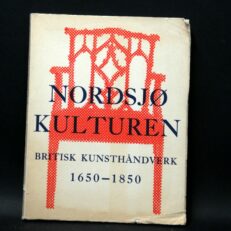 NORDSJØ
KULTUREN
BRITISK KUNSTHÅNDVERK
1650-1850